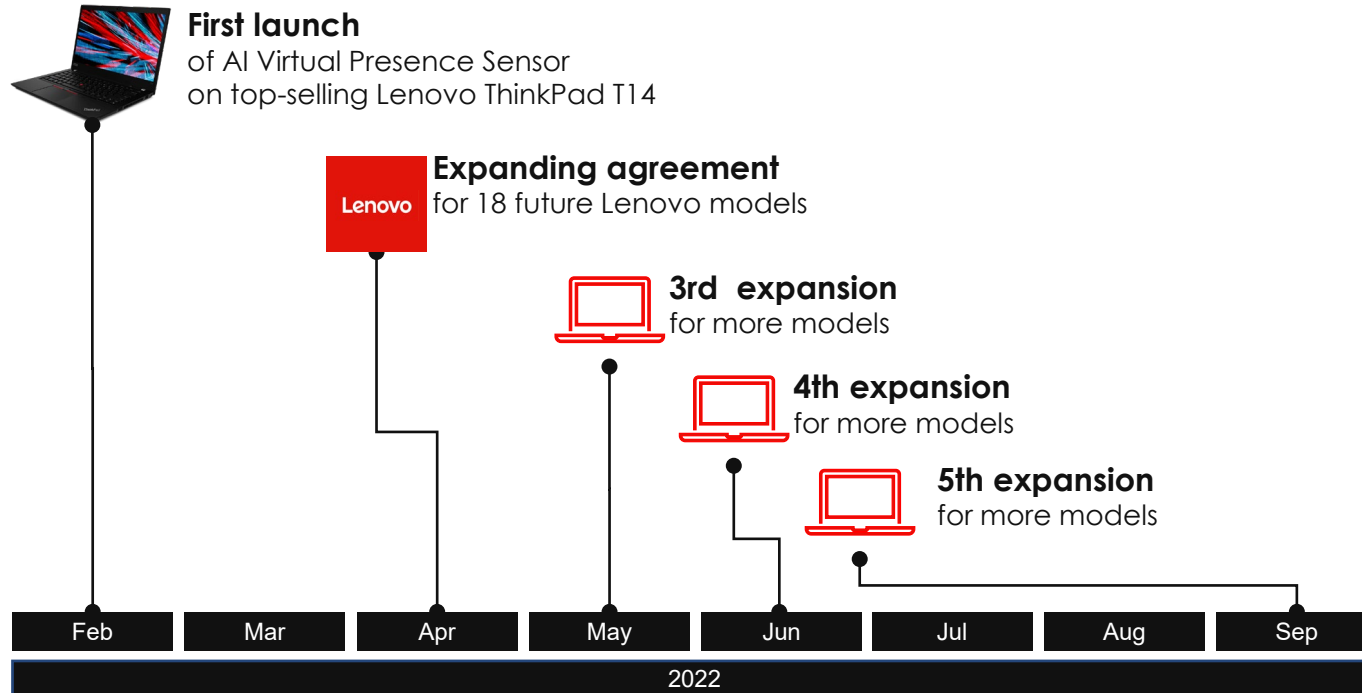 First launch
of AI Virtual Presence Sensor
on top-selling Lenovo ThinkPad T14
Lenovo
Expanding agreement
for 18 future Lenovo models
3rd  expansion
for more models
4th expansion
for more models
5th expansion
for more models
Feb
Mar
Apr
May
Jun
Jul
Aug
Sep
2022